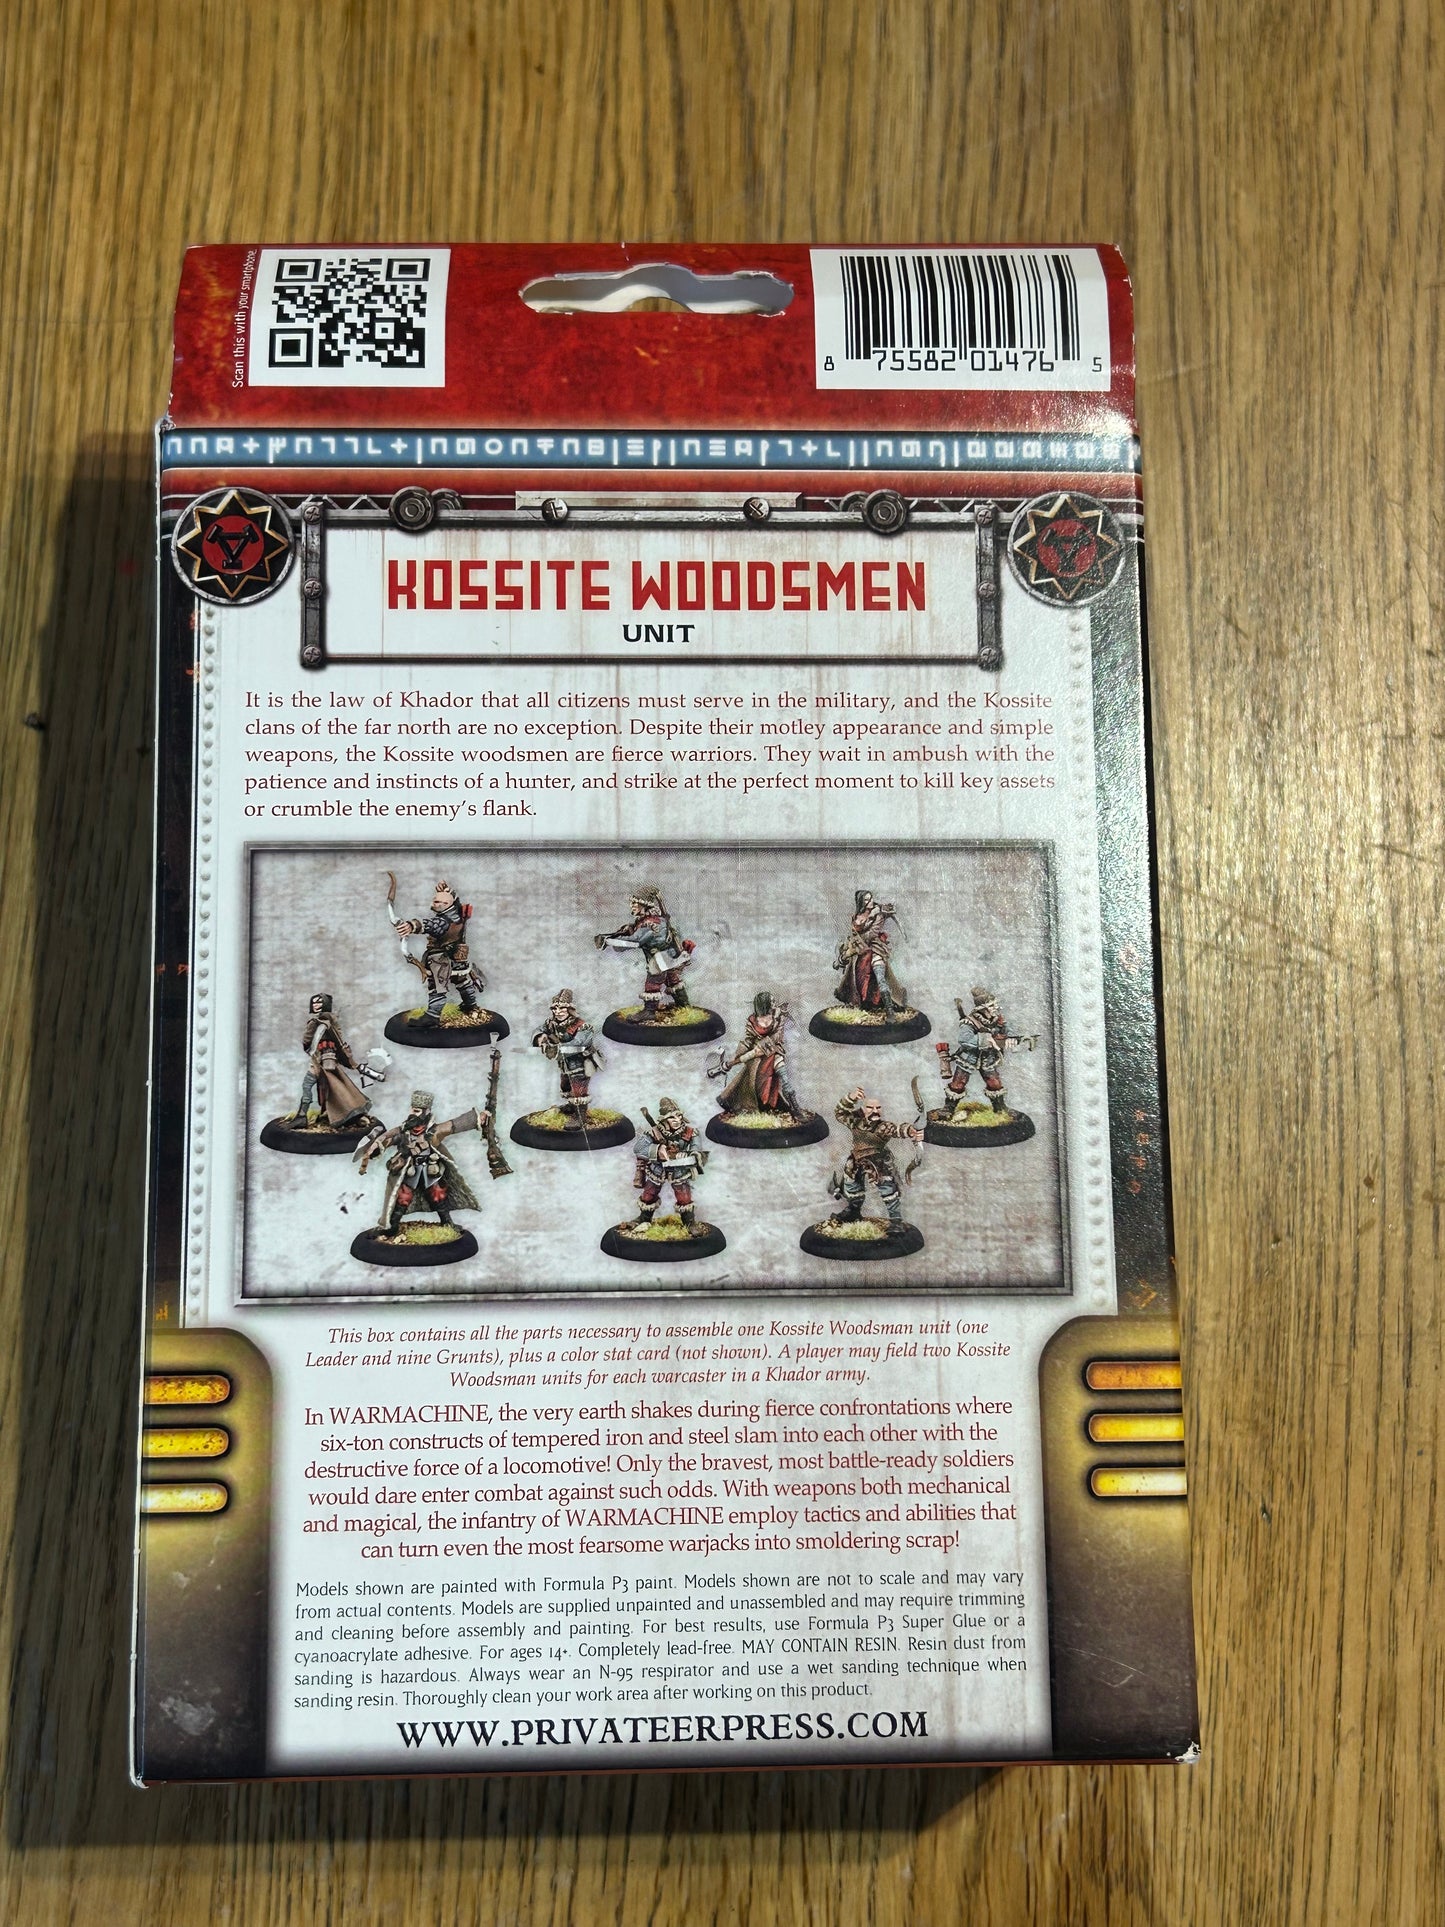 Scan this with your smartphone.
8 75582 01476 5
KOSSITE WOODSMEN
UNIT
It is the law of Khador that all citizens must serve in the military, and the Kossite
clans of the far north are no exception. Despite their motley appearance and simple
weapons, the Kossite woodsmen are fierce warriors. They wait in ambush with the
patience and instincts of a hunter, and strike at the perfect moment to kill key assets
or crumble the enemy's flank.
This box contains all the parts necessary to assemble one Kossite Woodsman unit (one
Leader and nine Grunts), plus a color stat card (not shown). A player may field two Kossite
Woodsman units for each warcaster in a Khador army.
In WARMACHINE, the very earth shakes during fierce confrontations where
six-ton constructs of tempered iron and steel slam into each other with the
destructive force of a locomotive! Only the bravest, most battle-ready soldiers
would dare enter combat against such odds. With weapons both mechanical
and magical, the infantry of WARMACHINE employ tactics and abilities that
can turn even the most fearsome warjacks into smoldering scrap!
Models shown are painted with Formula P3 paint. Models shown are not to scale and may vary
from actual contents. Models are supplied unpainted and unassembled and may require trimming
and cleaning before assembly and painting. For best results, use Formula P3 Super Glue or a
cyanoacrylate adhesive. For ages 14+. Completely lead-free. MAY CONTAIN RESIN. Resin dust from
sanding is hazardous. Always wear an N-95 respirator and use a wet sanding technique when
sanding resin. Thoroughly clean your work area after working on this product.
WWW.PRIVATEERPRESS.COM